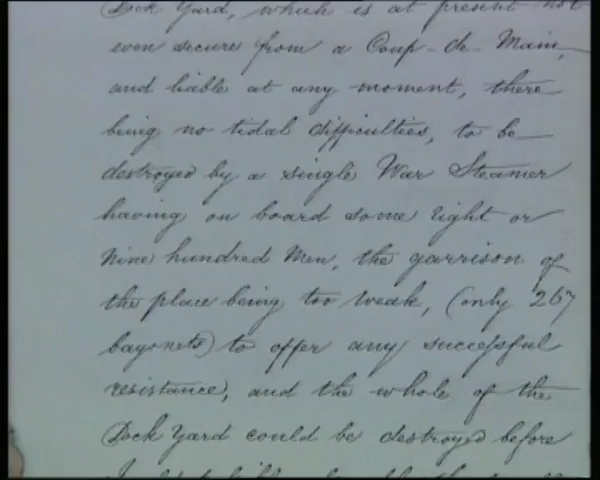 Dock Yard, which is at present not
even secure from a Coup-de-Main,
and liable at any moment, there
being no tidal difficulties, to be
destroyed by a single War Steamer
having on board some eight or
Nine hundred Men, the garrison of
the place being too weak, (only 267
bayonets) to offer any successful
resistance, and the whole of the
Dock Yard could be destroyed before